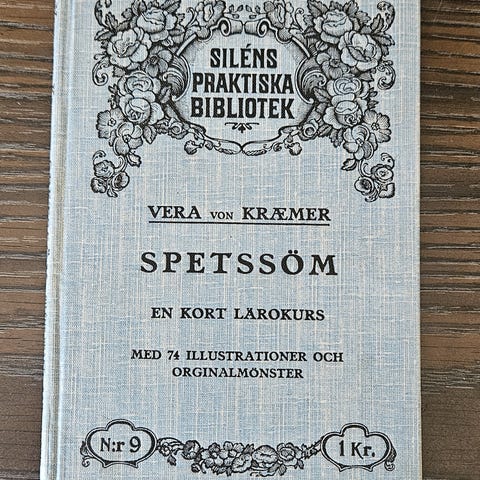 SILÉNS
PRAKTISKA
BIBLIOTEK
VERA VON KRÆMER
SPETSSÖM
EN KORT LÄROKURS
MED 74 ILLUSTRATIONER OCH
ORGINALMÖNSTER
N:r 9
1 Kr.